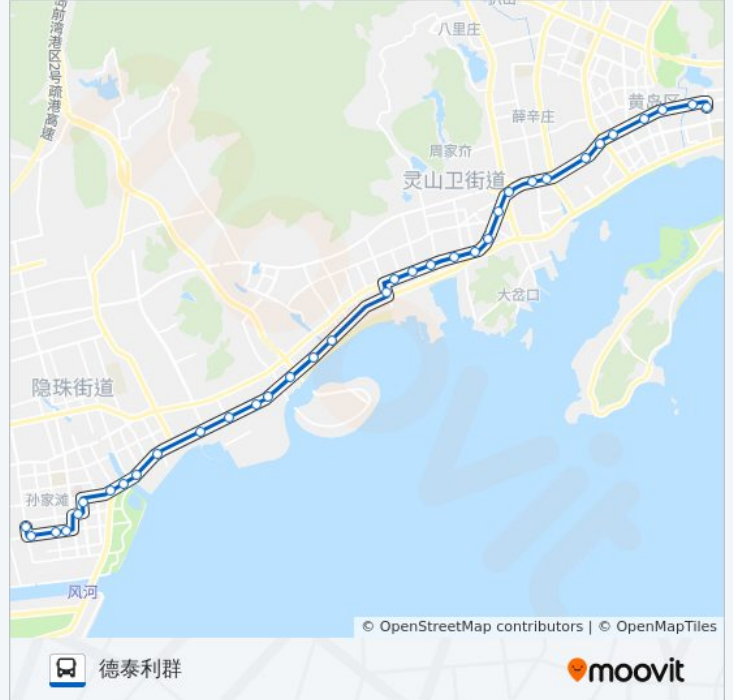 八里庄
岛前湾港区2号疏港高速
黄岛区
薛辛庄
周家夼
灵山卫街道
大岔口
隐珠街道
孙家滩
风河
© OpenStreetMap contributors | © OpenMapTiles
德泰利群
moovit